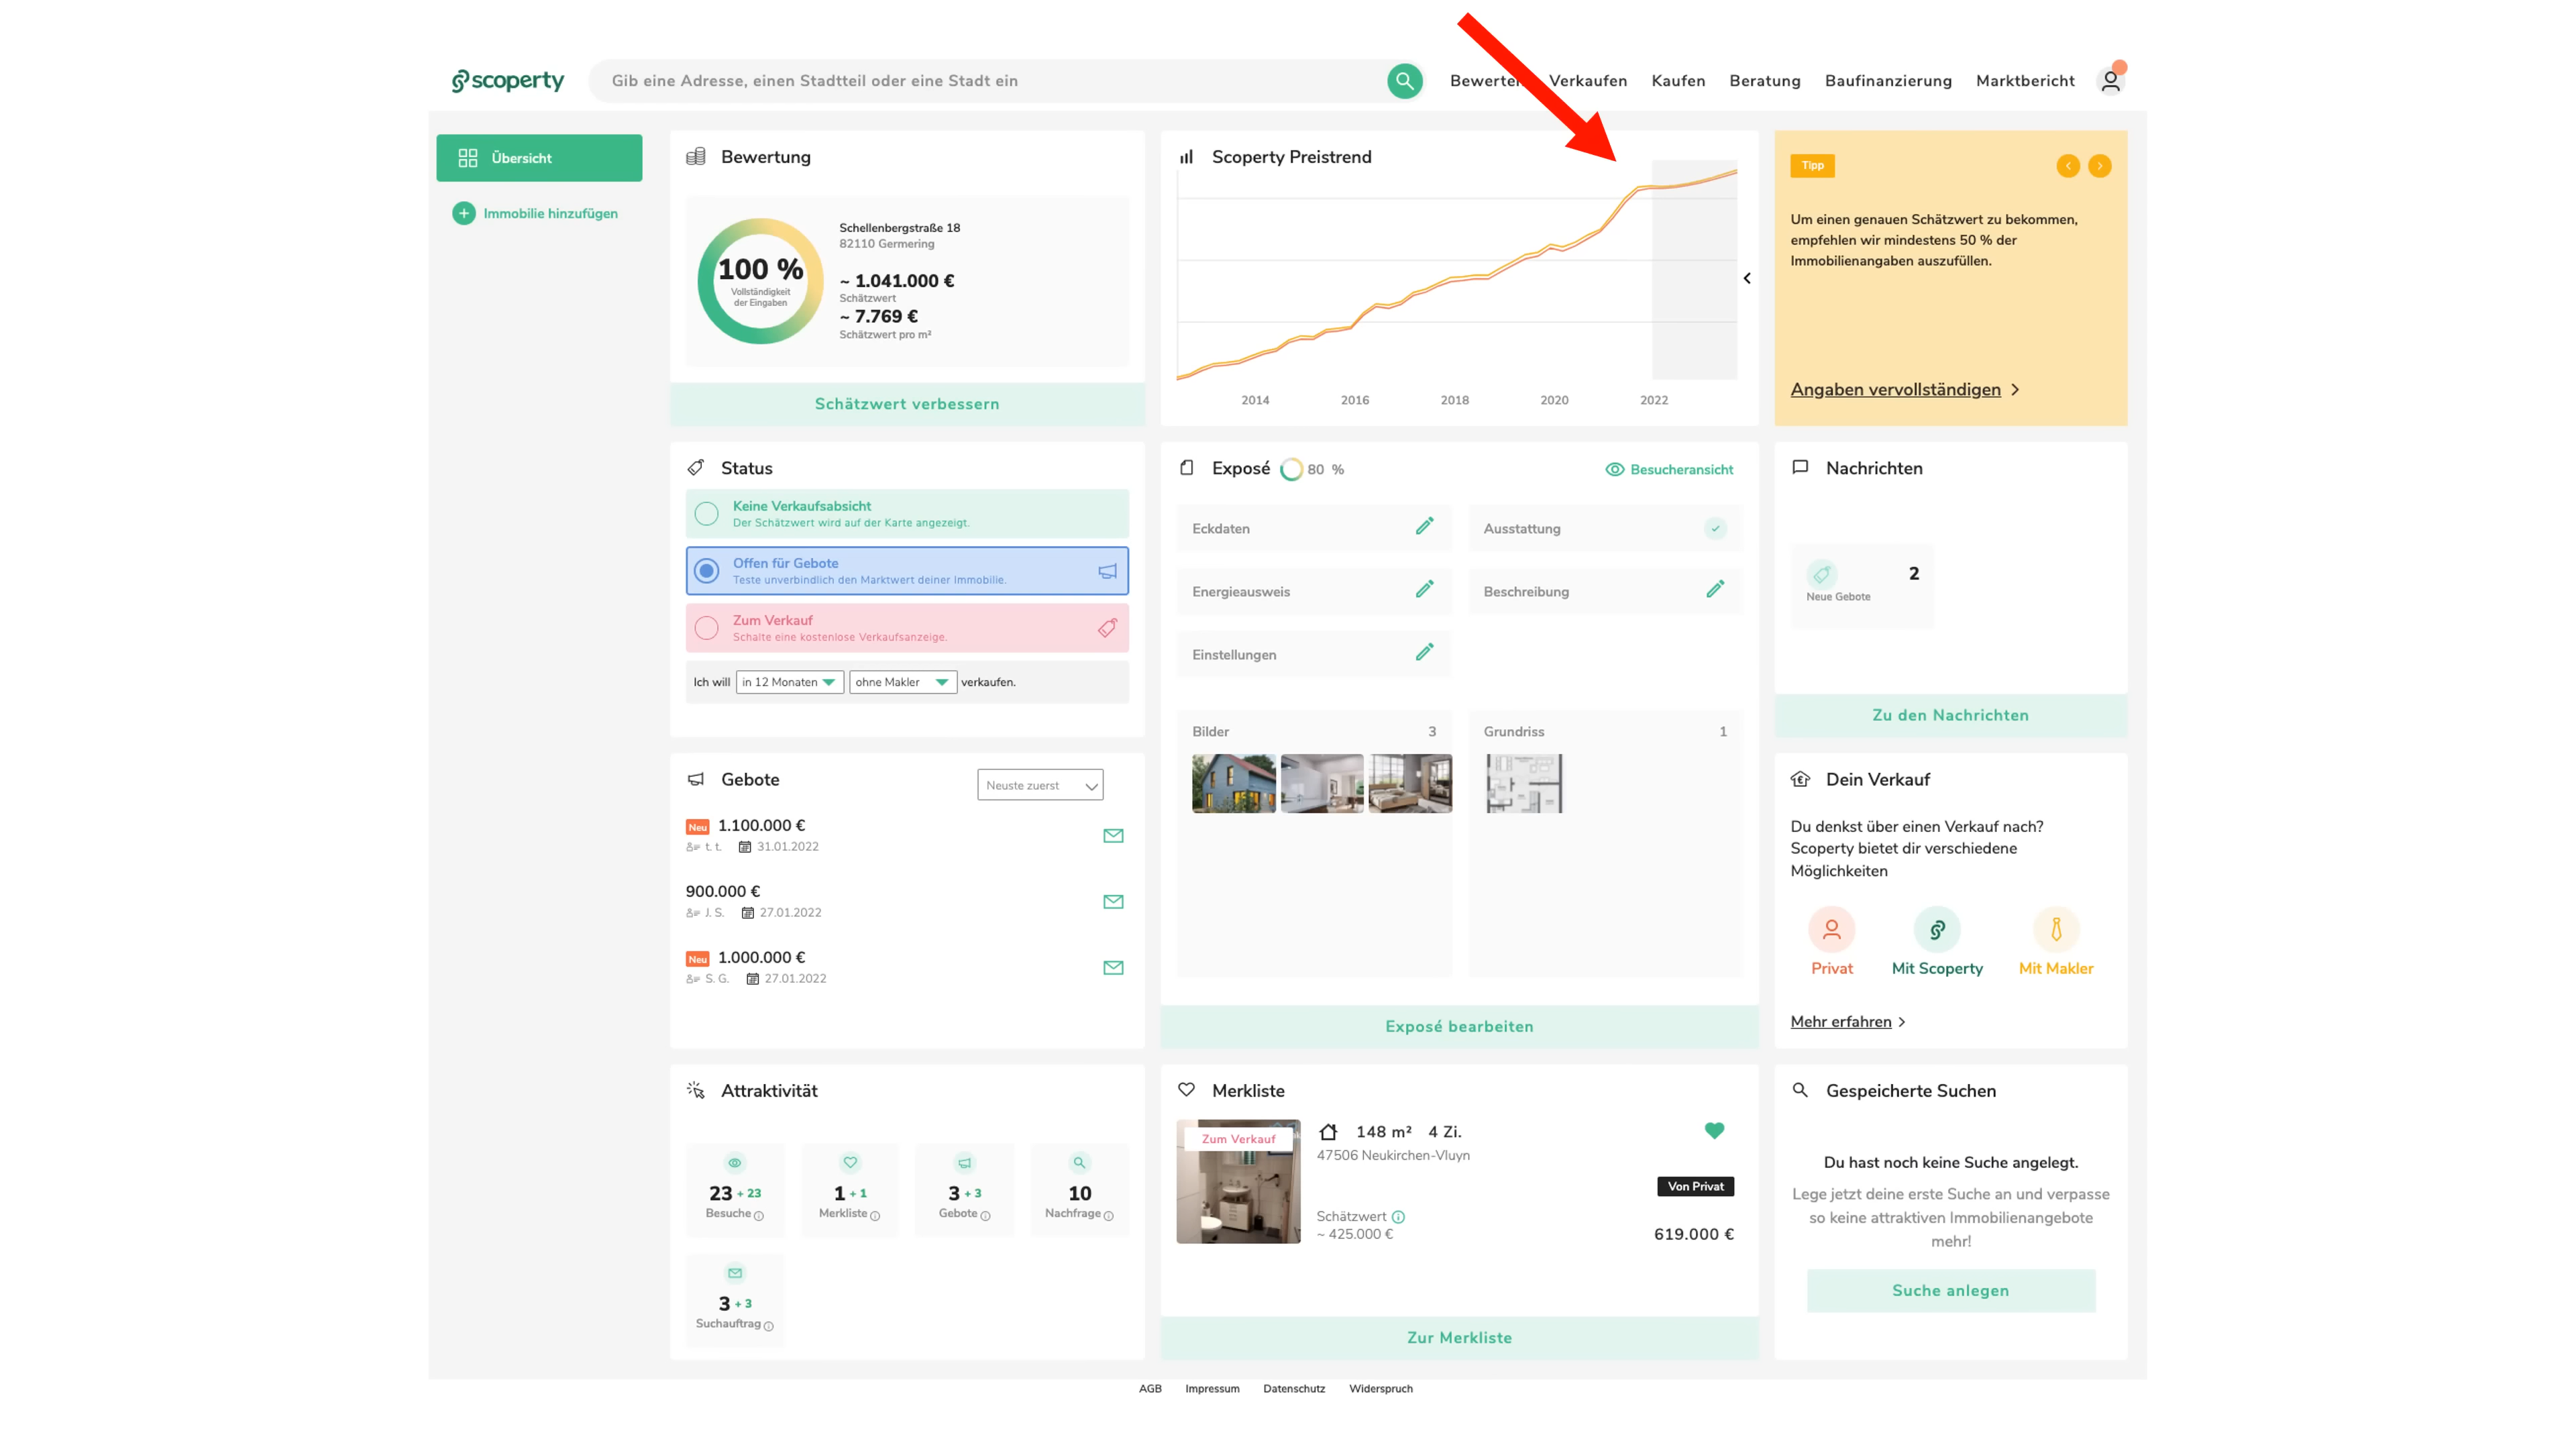 scoperty
Gib eine Adresse, einen Stadtteil oder eine Stadt ein
Verkaufen
Kaufen
Beratung
Baufinanzierung
Marktbericht
Übersicht
Immobilie hinzufügen
Bewertung
100 %
Vollständigkeit
der Eingaben
Schellenbergstraße 18
82110 Germering
~ 1.041.000 €
Schätzwert
~ 7.769 €
Schätzwert pro m²
Schätzwert verbessern
Scoperty Preistrend
2014
2016
2018
2020
2022
Tipp
Um einen genauen Schätzwert zu bekommen,
empfehlen wir mindestens 50 % der
Immobilienangaben auszufüllen.
Angaben vervollständigen
Status
Keine Verkaufsabsicht
Der Schätzwert wird auf der Karte angezeigt.
Offen für Gebote
Teste unverbindlich den Marktwert deiner Immobilie.
Zum Verkauf
Schalte eine kostenlose Verkaufsanzeige.
Ich will in 12 Monaten ohne Makler verkaufen.
Exposé 80 %
Besucheransicht
Eckdaten
Ausstattung
Energieausweis
Beschreibung
Einstellungen
Bilder 3
Grundriss 1
Exposé bearbeiten
Nachrichten
2
Neue Gebote
Zu den Nachrichten
Gebote
Neuste zuerst
Neu 1.100.000 €
t. t. 31.01.2022
900.000 €
J. S. 27.01.2022
Neu 1.000.000 €
S. G. 27.01.2022
Dein Verkauf
Du denkst über einen Verkauf nach?
Scoperty bietet dir verschiedene
Möglichkeiten
Privat
Mit Scoperty
Mit Makler
Mehr erfahren
Attraktivität
23 + 23
Besuche
1 + 1
Merkliste
3 + 3
Gebote
10
Nachfrage
3 + 3
Suchauftrag
Merkliste
Zum Verkauf
148 m² 4 Zi.
47506 Neukirchen-Vluyn
Von Privat
Schätzwert
~ 425.000 €
619.000 €
Zur Merkliste
Gespeicherte Suchen
Du hast noch keine Suche angelegt.
Lege jetzt deine erste Suche an und verpasse
so keine attraktiven Immobilienangebote
mehr!
Suche anlegen
AGB
Impressum
Datenschutz
Widerspruch